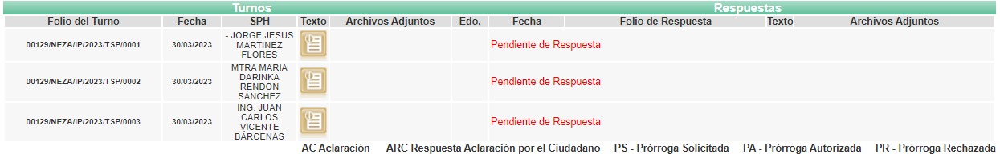 Turnos Respuestas
Folio del Turno Fecha SPH Texto Archivos Adjuntos Edo. Fecha Folio de Respuesta Texto Archivos Adjuntos
00129/NEZA/IP/2023/TSP/0001 30/03/2023 - JORGE JESUS MARTINEZ FLORES Pendiente de Respuesta
00129/NEZA/IP/2023/TSP/0002 30/03/2023 MTRA MARIA DARINKA RENDON SÁNCHEZ Pendiente de Respuesta
00129/NEZA/IP/2023/TSP/0003 30/03/2023 ING. JUAN CARLOS VICENTE BÁRCENAS Pendiente de Respuesta
AC Aclaración ARC Respuesta Aclaración por el Ciudadano PS - Prórroga Solicitada PA - Prórroga Autorizada PR - Prórroga Rechazada